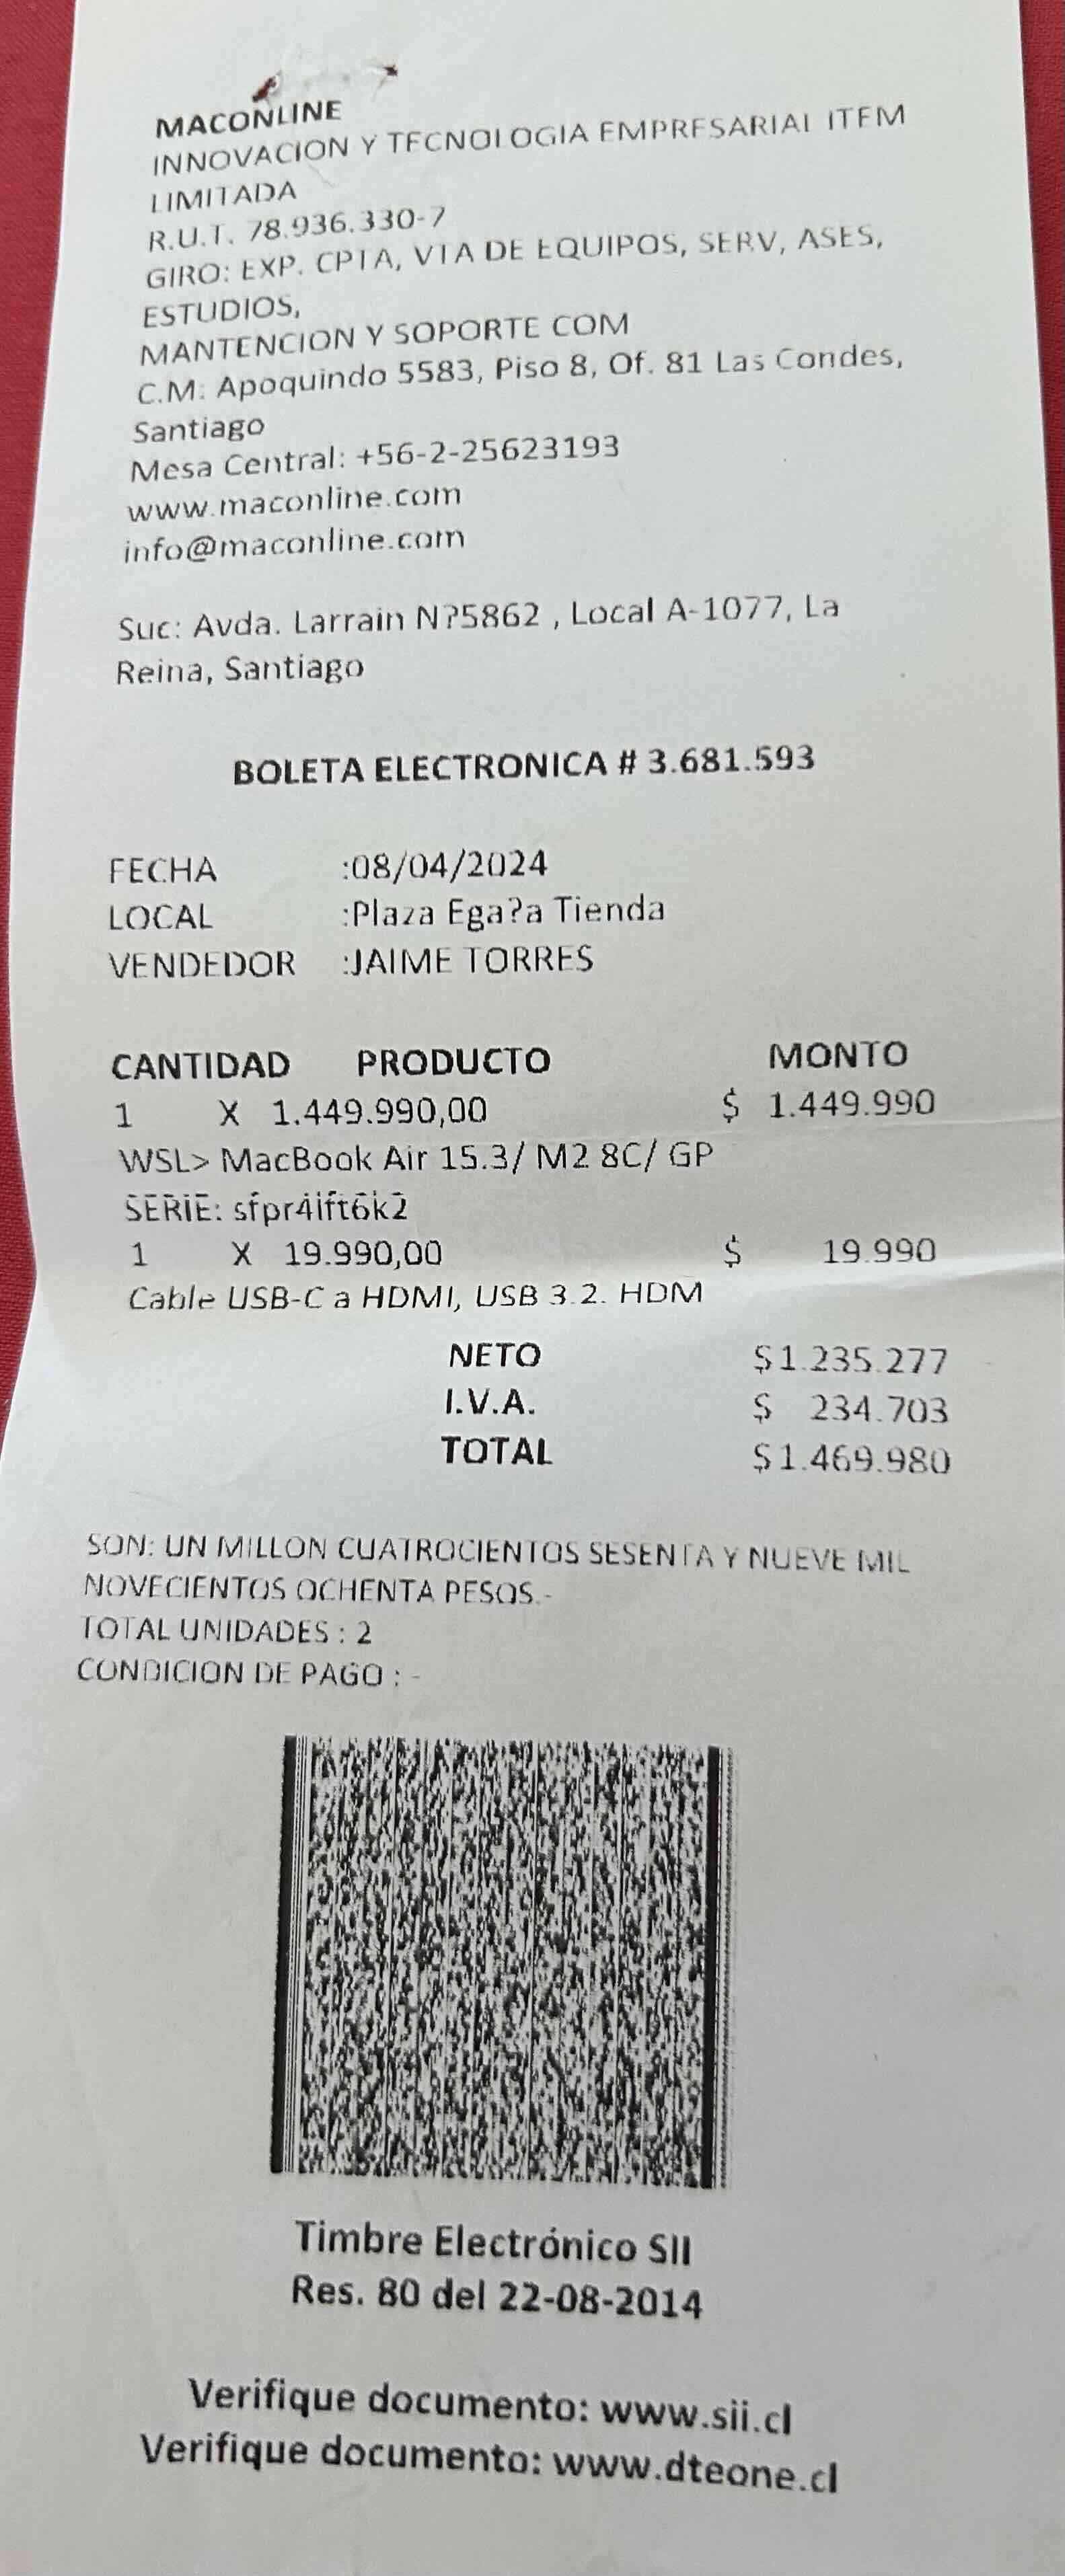 MACONLINE
INNOVACION Y TECNOLOGIA EMPRESARIAL ITEM
LIMITADA
R.U.T. 78.936.330-7
GIRO: EXP. CPTA, VTA DE EQUIPOS, SERV, ASES,
ESTUDIOS,
MANTENCION Y SOPORTE COM
C.M: Apoquindo 5583, Piso 8, Of. 81 Las Condes,
Santiago
Mesa Central: +56-2-25623193
www.maconline.com
info@maconline.com
Suc: Avda. Larrain N?5862 , Local A-1077, La
Reina, Santiago
BOLETA ELECTRONICA # 3.681.593
FECHA :08/04/2024
LOCAL :Plaza Ega?a Tienda
VENDEDOR :JAIME TORRES
CANTIDAD PRODUCTO MONTO
1 X 1.449.990,00 $ 1.449.990
WSL> MacBook Air 15.3/ M2 8C/ GP
SERIE: sfpr4ift6k2
1 X 19.990,00 $ 19.990
Cable USB-C a HDMI, USB 3.2. HDM
NETO $1.235.277
I.V.A. $ 234.703
TOTAL $1.469.980
SON: UN MILLON CUATROCIENTOS SESENTA Y NUEVE MIL
NOVECIENTOS OCHENTA PESOS.-
TOTAL UNIDADES : 2
CONDICION DE PAGO : -
Timbre Electrónico SII
Res. 80 del 22-08-2014
Verifique documento: www.sii.cl
Verifique documento: www.dteone.cl